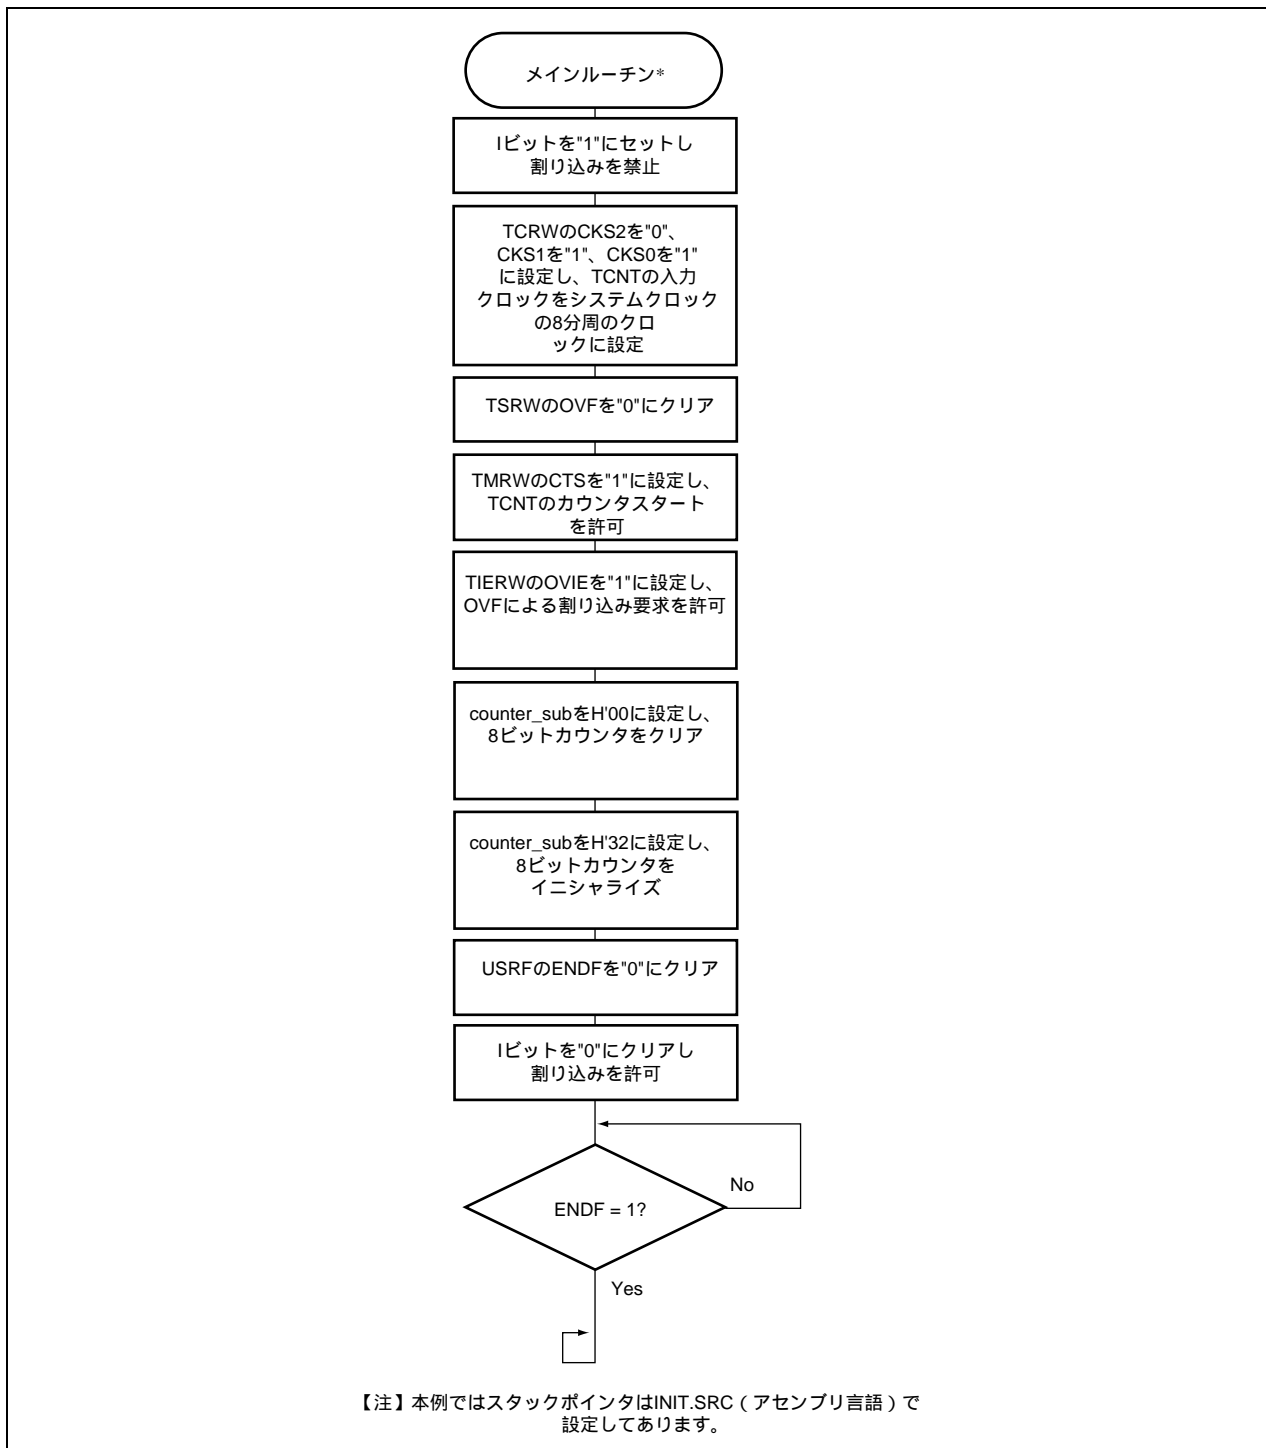 メインルーチン*
Iビットを"1"にセットし
割り込みを禁止
TCRWのCKS2を"0"、
CKS1を"1"、CKS0を"1"
に設定し、TCNTの入力
クロックをシステムクロック
の8分周のクロ
ックに設定
TSRWのOVFを"0"にクリア
TMRWのCTSを"1"に設定し、
TCNTのカウンタスタート
を許可
TIERWのOVIEを"1"に設定し、
OVFによる割り込み要求を許可
counter_subをH'00に設定し、
8ビットカウンタをクリア
counter_subをH'32に設定し、
8ビットカウンタを
イニシャライズ
USRFのENDFを"0"にクリア
Iビットを"0"にクリアし
割り込みを許可
No
ENDF = 1?
Yes
【注】本例ではスタックポインタはINIT.SRC（アセンブリ言語）で
設定してあります。